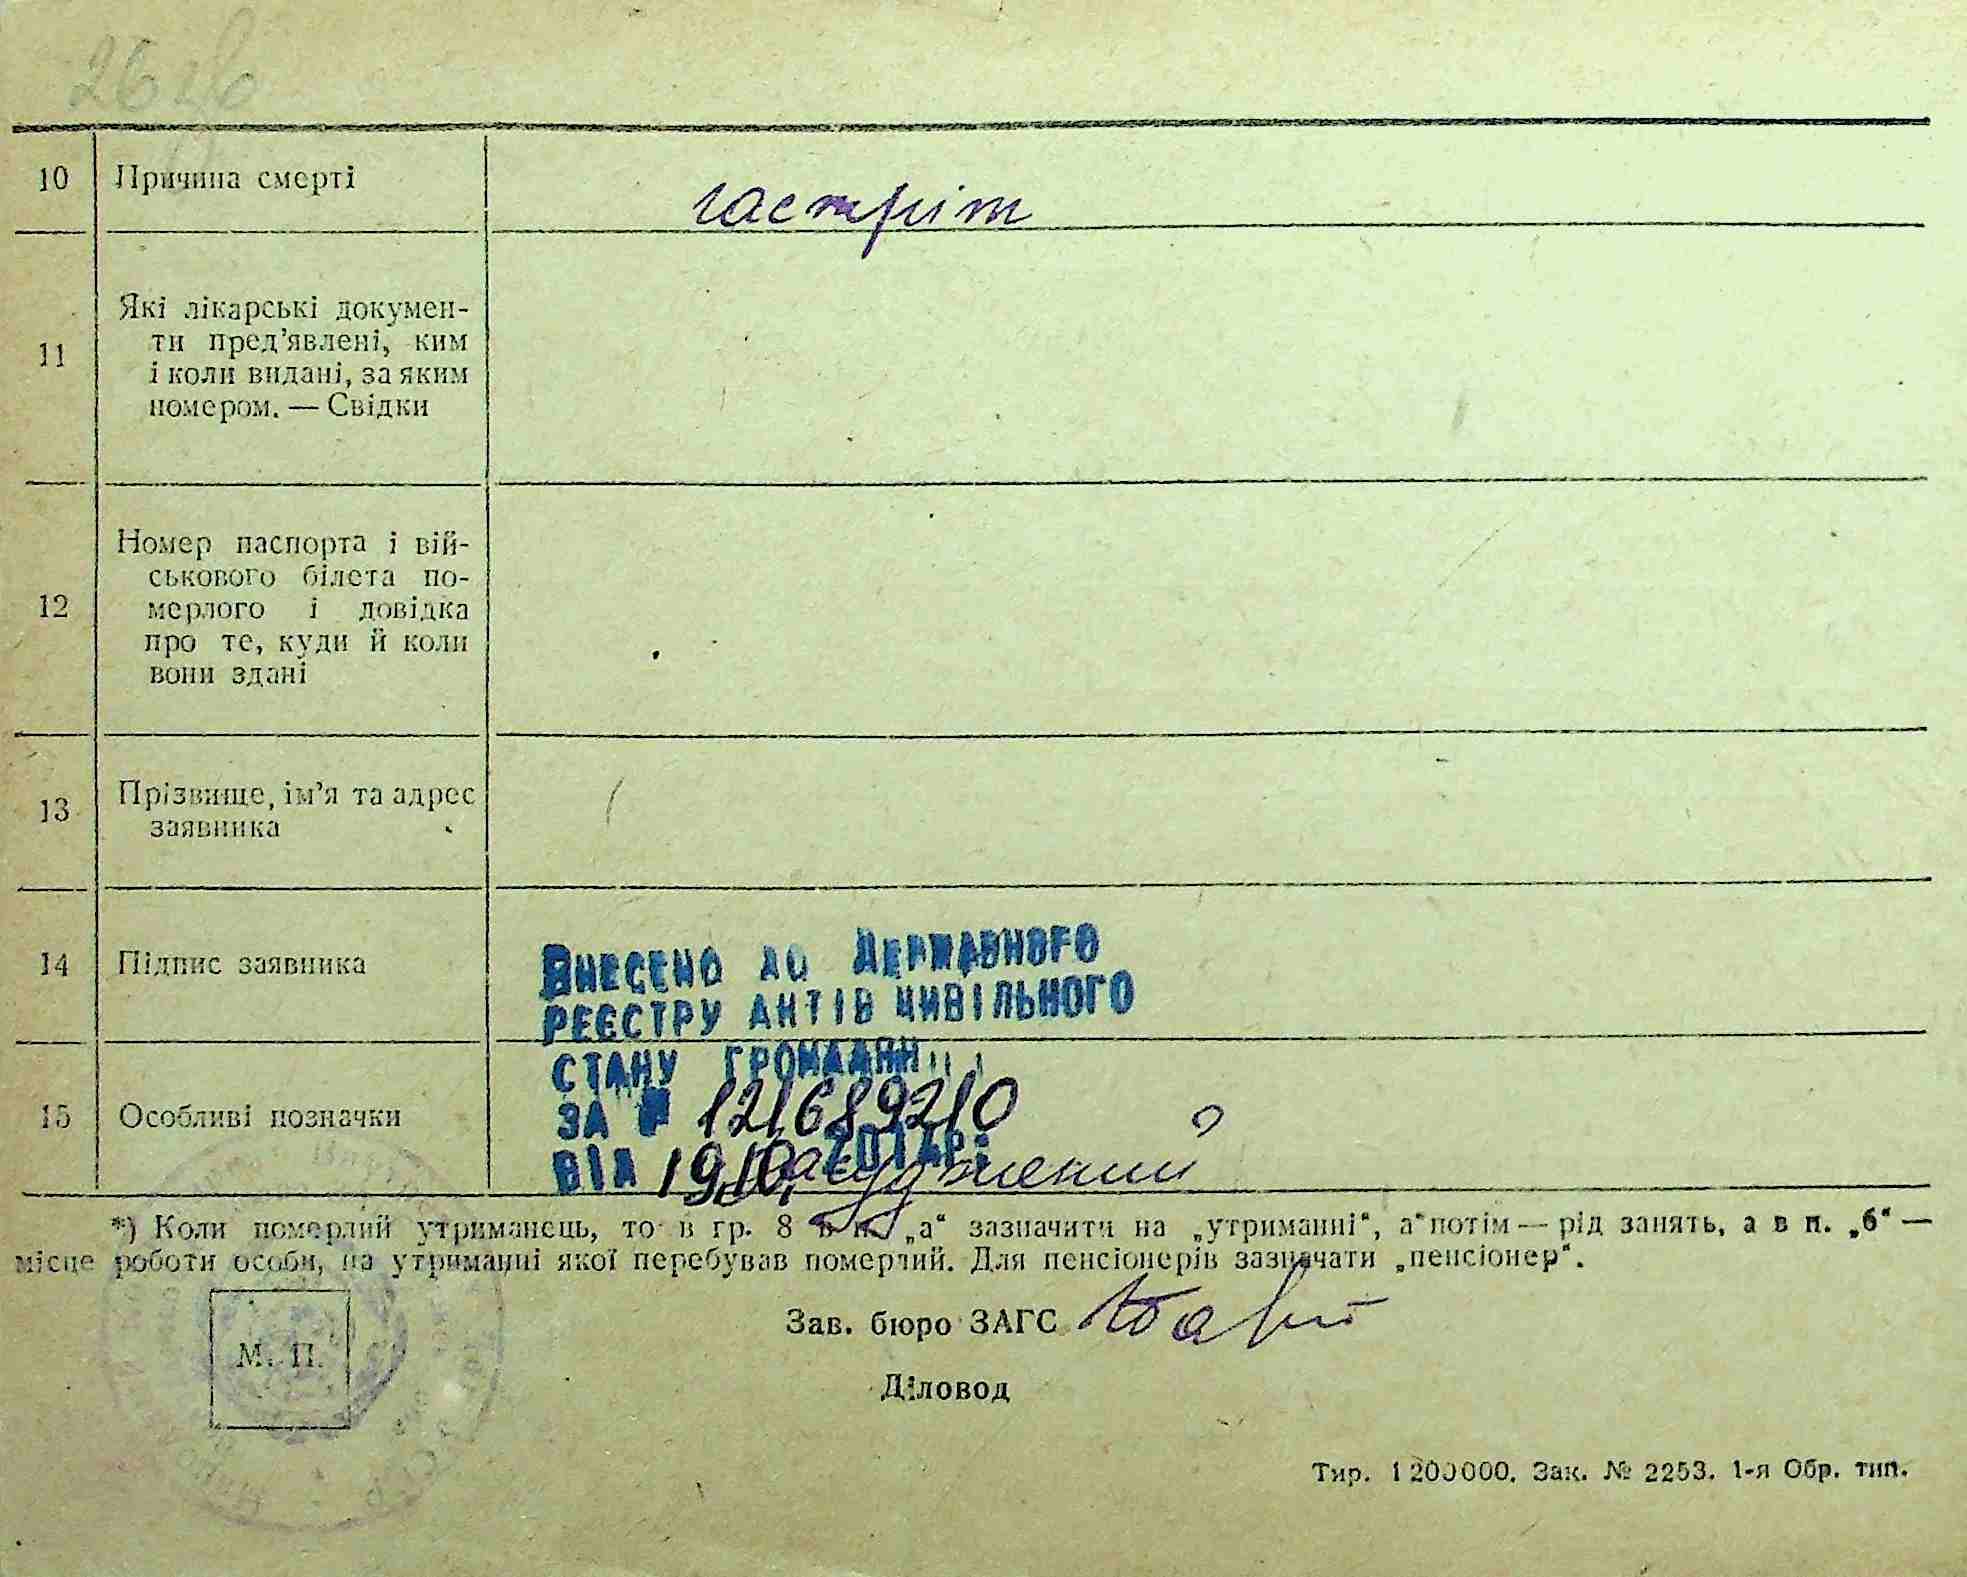 10 Причина смерті гастріт
11 Які лікарські докумен-
ти пред’явлені, ким
і коли видані, за яким
номером. — Свідки
12 Номер паспорта і вій-
ськового білета по-
мерлого і довідка
про те, куди й коли
вони здані
13 Прізвище, ім’я та адрес
заявника
14 Підпис заявника
ВНЕСЕНО ДО ДЕРЖАВНОГО
РЕЄСТРУ АКТІВ ЦИВІЛЬНОГО
СТАНУ ГРОМАДЯН
15 Особливі позначки
ЗА № 121689210
ВІД 19.10. 201 Р.
засуджений
*) Коли померлий утриманець, то в гр. 8 в п. „а“ зазначити на „утриманні“, а потім — рід занять, а в п. „б“ —
місце роботи особи, на утриманні якої перебував померлий. Для пенсіонерів зазначати „пенсіонер“.
Зав. бюро ЗАГС
М. П.
Діловод
Тир. 1 200000. Зак. № 2253. 1-я Обр. тип.